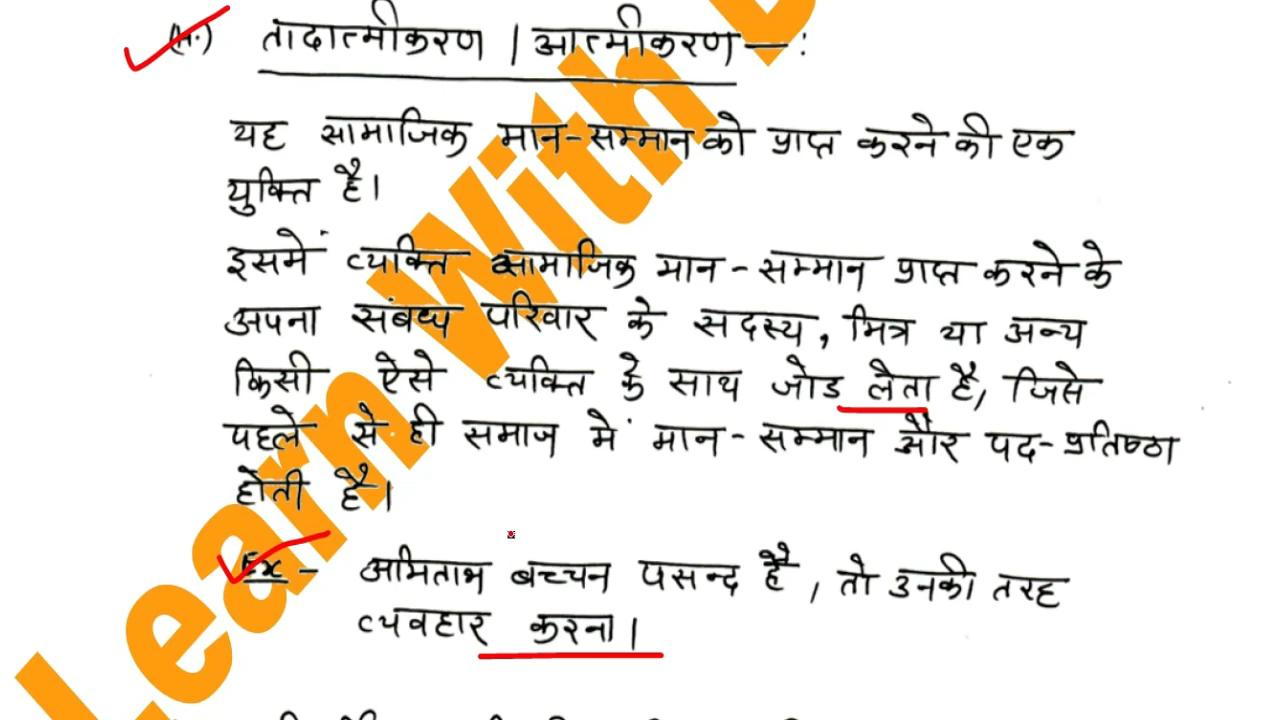 तादात्मीकरण | आत्मीकरण — :
यह सामाजिक मान-सम्मान को प्राप्त करने की एक
युक्ति है।
इसमें व्यक्ति सामाजिक मान - सम्मान प्राप्त करने के
अपना संबंध परिवार के सदस्य, मित्र या अन्य
किसी ऐसे व्यक्ति के साथ जोड लेता है, जिसे
पहले से ही समाज में मान - सम्मान और पद-प्रतिष्ठा
होती है।
Ex - अमिताभ बच्चन पसन्द है, तो उनकी तरह
व्यवहार करना।
Learn With